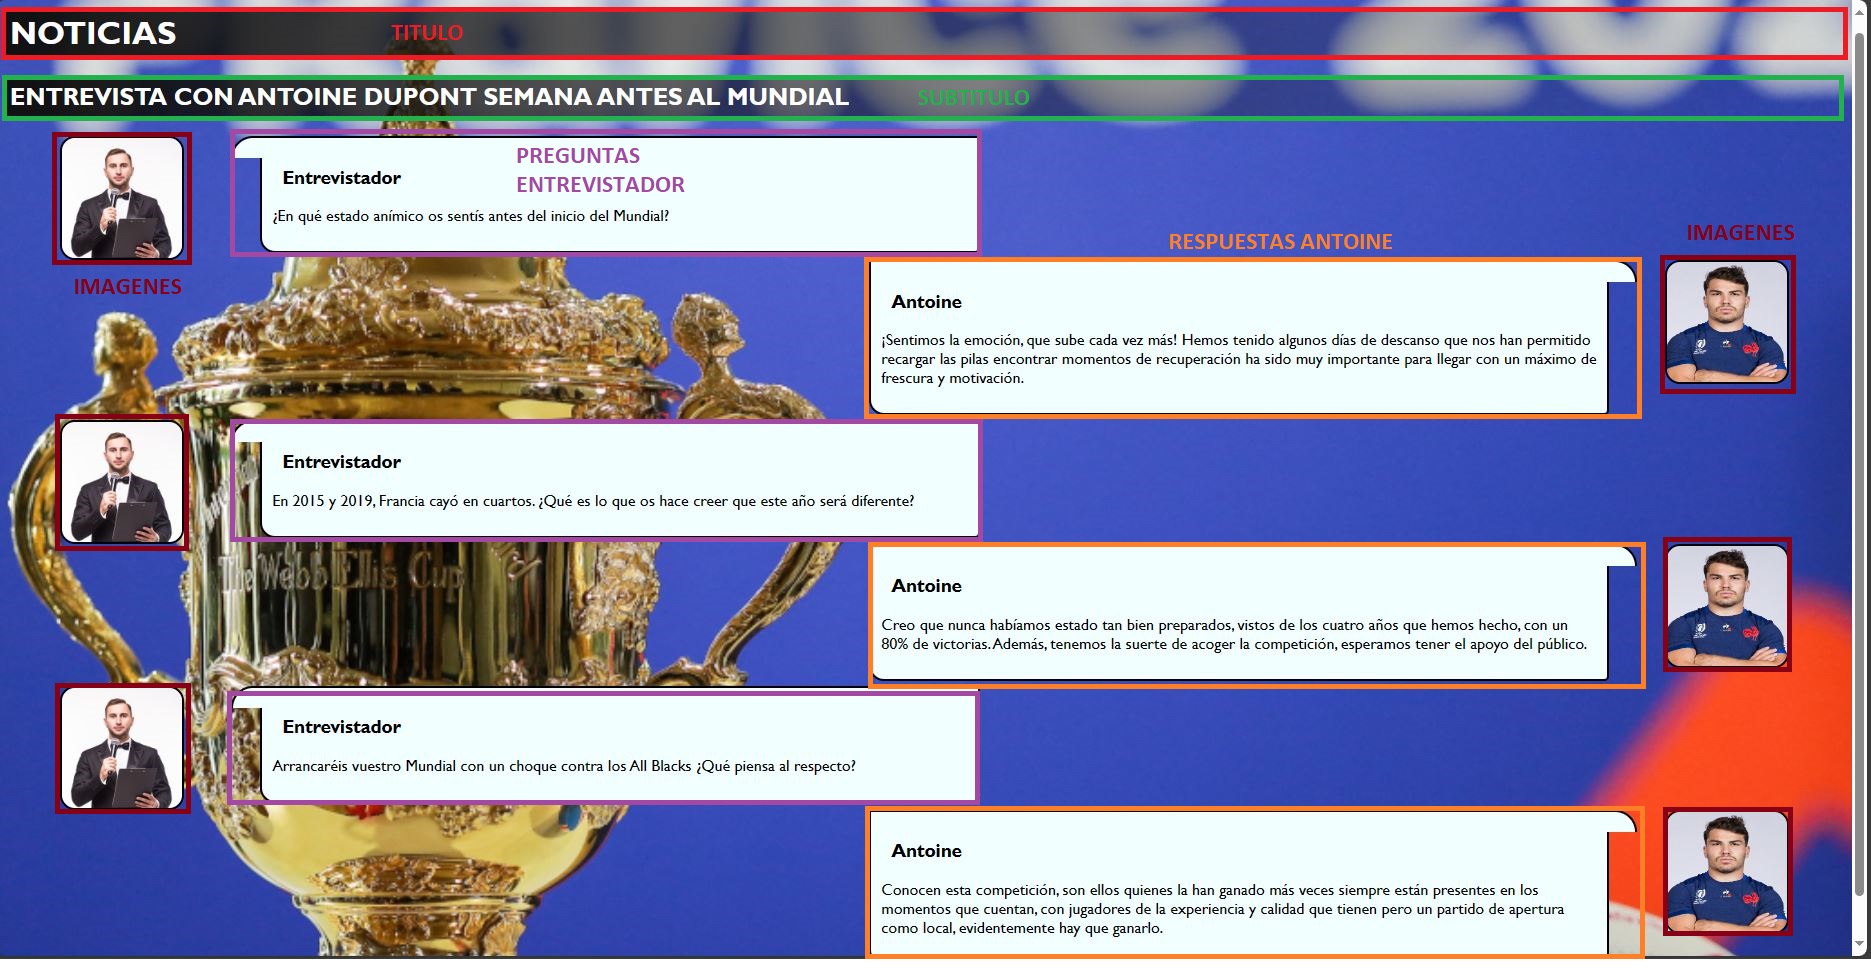 NOTICIAS
TITULO
ENTREVISTA CON ANTOINE DUPONT SEMANA ANTES AL MUNDIAL
SUBTITULO
PREGUNTAS
ENTREVISTADOR
Entrevistador
¿En qué estado anímico os sentís antes del inicio del Mundial?
IMAGENES
RESPUESTAS ANTOINE
IMAGENES
Antoine
¡Sentimos la emoción, que sube cada vez más! Hemos tenido algunos días de descanso que nos han permitido
recargar las pilas encontrar momentos de recuperación ha sido muy importante para llegar con un máximo de
frescura y motivación.
Entrevistador
En 2015 y 2019, Francia cayó en cuartos. ¿Qué es lo que os hace creer que este año será diferente?
The Webb Ellis Cup
Antoine
Creo que nunca habíamos estado tan bien preparados, vistos de los cuatro años que hemos hecho, con un
80% de victorias. Además, tenemos la suerte de acoger la competición, esperamos tener el apoyo del público.
Entrevistador
Arrancaréis vuestro Mundial con un choque contra los All Blacks ¿Qué piensa al respecto?
Antoine
Conocen esta competición, son ellos quienes la han ganado más veces siempre están presentes en los
momentos que cuentan, con jugadores de la experiencia y calidad que tienen pero un partido de apertura
como local, evidentemente hay que ganarlo.